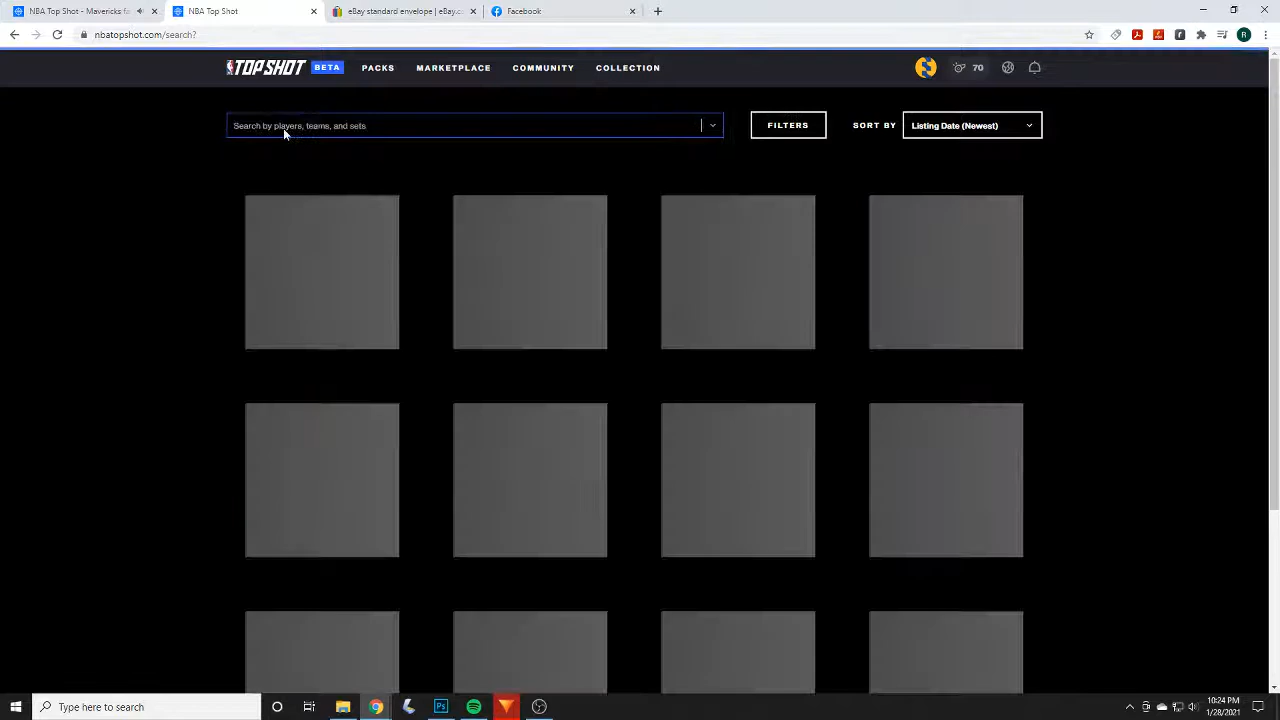 NBA Top Shot - Mavericks fa
NBA Top Shot
eBay standard envelope | eBay.c
Facebook
nbatopshot.com/search?
R
TOP SHOT
BETA
PACKS
MARKETPLACE
COMMUNITY
COLLECTION
70
Search by players, teams, and sets
FILTERS
SORT BY
Listing Date (Newest)
Type here to search
Ps
10:24 PM
1/28/2021